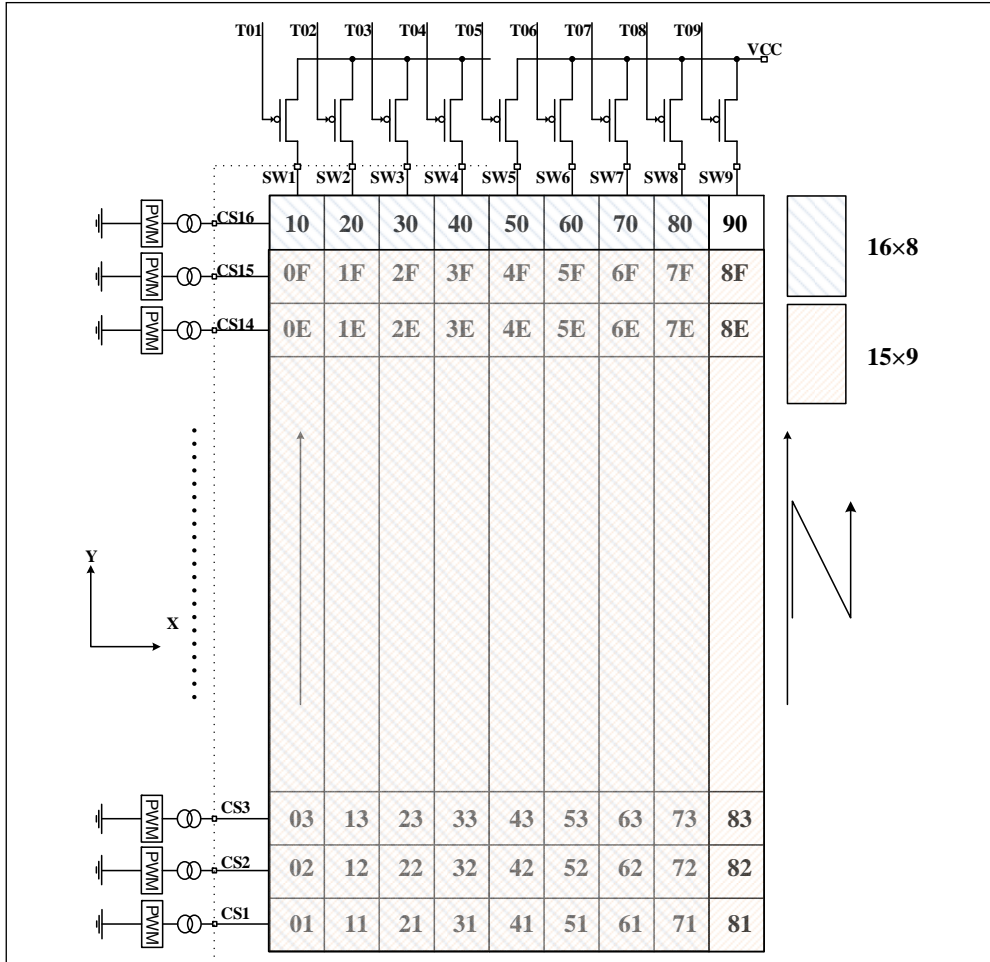 T01 T02 T03 T04 T05 T06 T07 T08 T09
VCC
SW1 SW2 SW3 SW4 SW5 SW6 SW7 SW8 SW9
PWM CS16 10 20 30 40 50 60 70 80 90
16×8
PWM CS15 0F 1F 2F 3F 4F 5F 6F 7F 8F
PWM CS14 0E 1E 2E 3E 4E 5E 6E 7E 8E
15×9
Y
X
PWM CS3 03 13 23 33 43 53 63 73 83
PWM CS2 02 12 22 32 42 52 62 72 82
PWM CS1 01 11 21 31 41 51 61 71 81